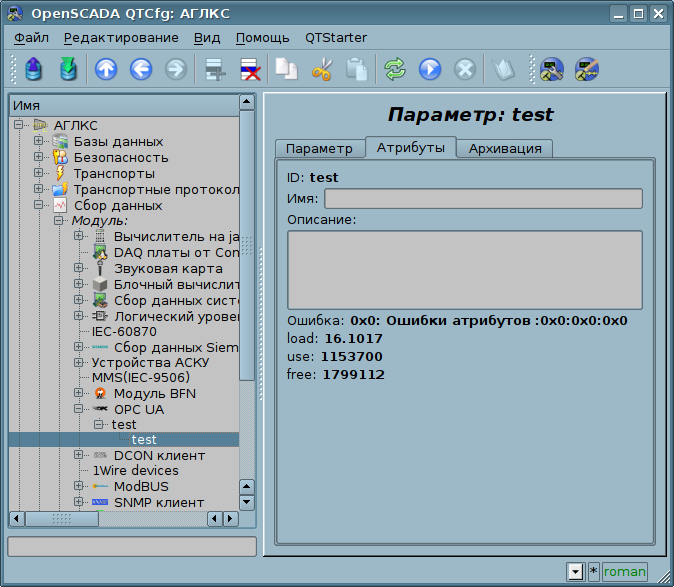 OpenSCADA QTCfg: АГЛКС
Файл Редактирование Вид Помощь QTStarter
Имя
АГЛКС
Базы данных
Безопасность
Транспорты
Транспортные протокол
Сбор данных
Модуль:
Вычислитель на ja
DAQ платы от Con
Звуковая карта
Блочный вычислит
Сбор данных сист
Логический уровен
IEC-60870
Сбор данных Siem
Устройства АСКУ
MMS(IEC-9506)
Модуль BFN
OPC UA
test
test
DCON клиент
1Wire devices
ModBUS
SNMP клиент
Параметр: test
Параметр Атрибуты Архивация
ID: test
Имя:
Описание:
Ошибка: 0x0: Ошибки атрибутов :0x0:0x0:0x0
load: 16.1017
use: 1153700
free: 1799112
* roman